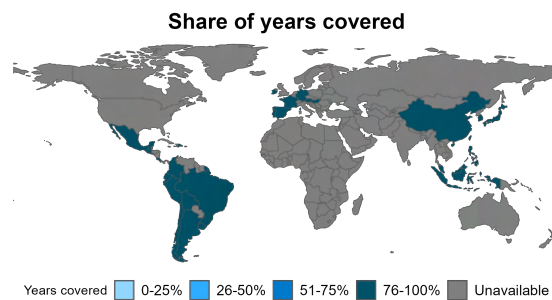 Share of years covered
Years covered 0-25% 26-50% 51-75% 76-100% Unavailable